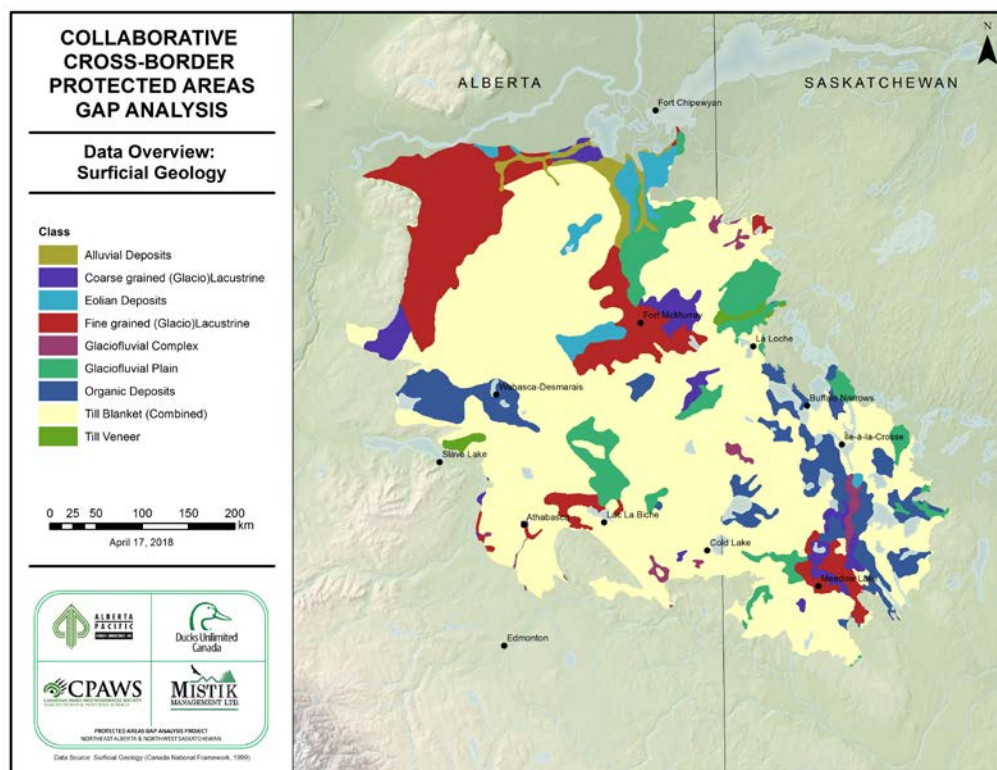 COLLABORATIVE
CROSS-BORDER
PROTECTED AREAS
GAP ANALYSIS
Data Overview:
Surficial Geology
Class
Alluvial Deposits
Coarse grained (Glacio)Lacustrine
Eolian Deposits
Fine grained (Glacio)Lacustrine
Glaciofluvial Complex
Glaciofluvial Plain
Organic Deposits
Till Blanket (Combined)
Till Veneer
0 25 50 100 150 200
km
April 17, 2018
ALBERTA
PACIFIC
Ducks Unlimited
Canada
CPAWS
MISTIK
MANAGEMENT LTD.
PROTECTED AREAS GAP ANALYSIS PROJECT
NORTHEAST ALBERTA & NORTHWEST SASKATCHEWAN
Data Source: Surficial Geology (Canada National Framework, 1999)
N
ALBERTA
SASKATCHEWAN
Fort Chipewyan
Fort McMurray
La Loche
Wabasca-Desmarais
Buffalo Narrows
Île-à-la-Crosse
Slave Lake
Athabasca
Lac La Biche
Cold Lake
Meadow Lake
Edmonton